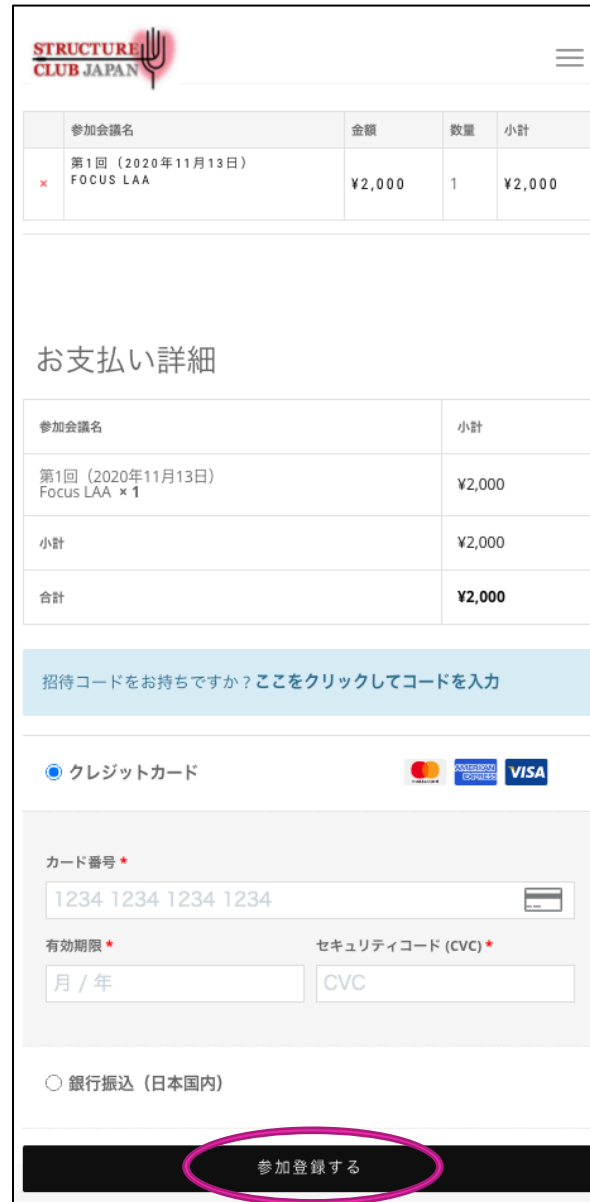 STRUCTURE
CLUB JAPAN
参加会議名 金額 数量 小計
第1回（2020年11月13日）
FOCUS LAA
× ¥2,000 1 ¥2,000
お支払い詳細
参加会議名 小計
第1回（2020年11月13日）
Focus LAA × 1 ¥2,000
小計 ¥2,000
合計 ¥2,000
招待コードをお持ちですか？ここをクリックしてコードを入力
クレジットカード mastercard AMERICAN EXPRESS VISA
カード番号 *
1234 1234 1234 1234
有効期限 * セキュリティコード (CVC) *
月 / 年 CVC
銀行振込（日本国内）
参加登録する